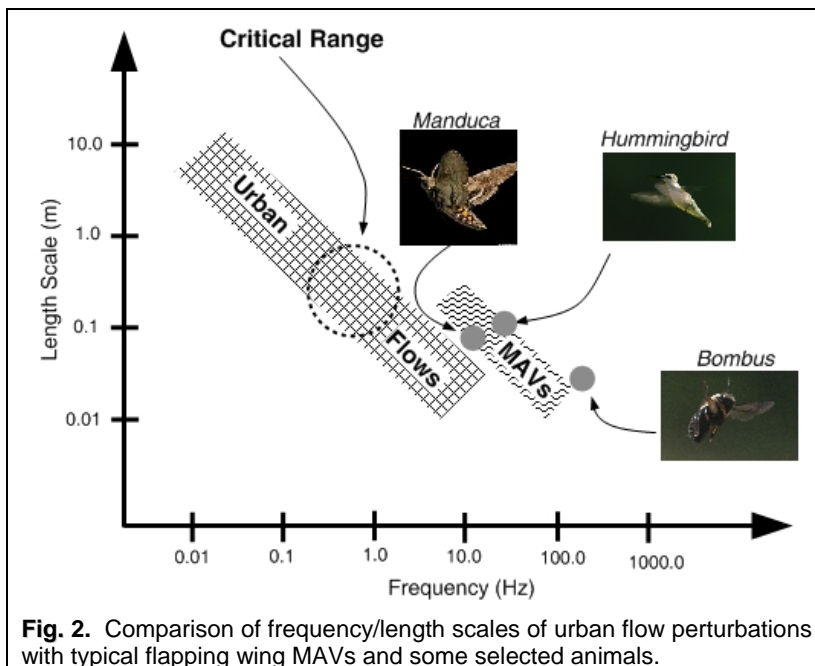 Critical Range
Manduca
Hummingbird
10.0
Urban
1.0
Length Scale (m)
0.1
Flows
MAVs
Bombus
0.01
0.01
0.1
1.0
10.0
100.0
1000.0
Frequency (Hz)
Fig. 2. Comparison of frequency/length scales of urban flow perturbations
with typical flapping wing MAVs and some selected animals.